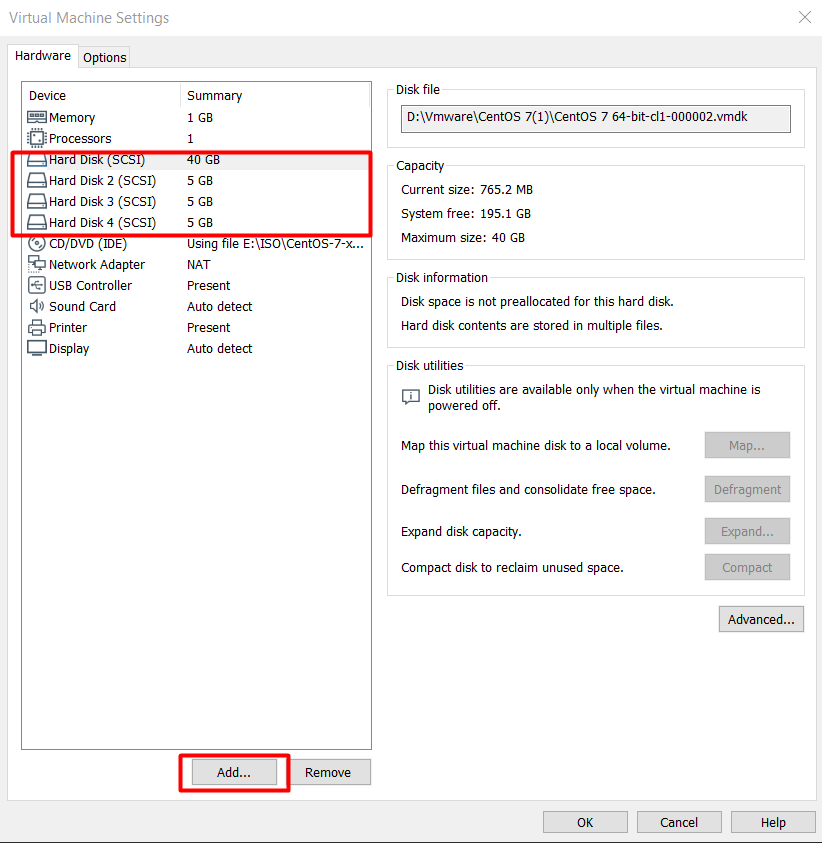 Virtual Machine Settings
Hardware Options
Device Summary
Memory 1 GB
Processors 1
Hard Disk (SCSI) 40 GB
Hard Disk 2 (SCSI) 5 GB
Hard Disk 3 (SCSI) 5 GB
Hard Disk 4 (SCSI) 5 GB
CD/DVD (IDE) Using file E:\ISO\CentOS-7-x...
Network Adapter NAT
USB Controller Present
Sound Card Auto detect
Printer Present
Display Auto detect
Add... Remove
Disk file
D:\Vmware\CentOS 7(1)\CentOS 7 64-bit-cl1-000002.vmdk
Capacity
Current size: 765.2 MB
System free: 195.1 GB
Maximum size: 40 GB
Disk information
Disk space is not preallocated for this hard disk.
Hard disk contents are stored in multiple files.
Disk utilities
Disk utilities are available only when the virtual machine is
powered off.
Map this virtual machine disk to a local volume. Map...
Defragment files and consolidate free space. Defragment
Expand disk capacity. Expand...
Compact disk to reclaim unused space. Compact
Advanced...
OK Cancel Help